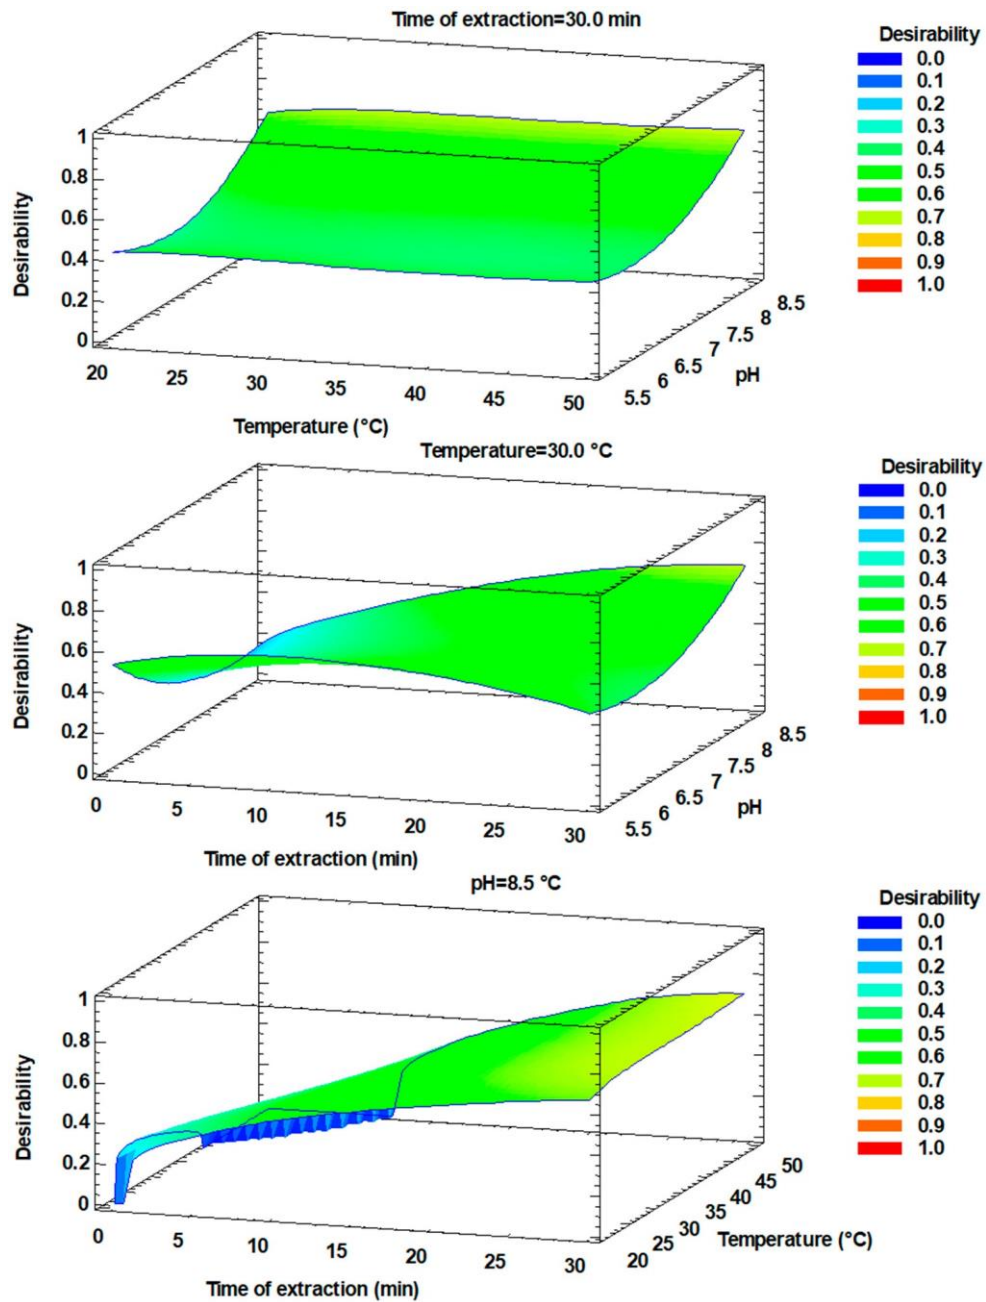 Time of extraction=30.0 min
Desirability
0.0
0.1
0.2
0.3
0.4
0.5
0.6
0.7
0.8
0.9
1.0
Desirability
1
0.8
0.6
0.4
0.2
0
20 25 30 35 40 45 50
Temperature (°C)
5.5 6 6.5 7 7.5 8 8.5
pH
Temperature=30.0 °C
Desirability
0.0
0.1
0.2
0.3
0.4
0.5
0.6
0.7
0.8
0.9
1.0
Desirability
1
0.8
0.6
0.4
0.2
0
0 5 10 15 20 25 30
Time of extraction (min)
5.5 6 6.5 7 7.5 8 8.5
pH
pH=8.5 °C
Desirability
0.0
0.1
0.2
0.3
0.4
0.5
0.6
0.7
0.8
0.9
1.0
Desirability
1
0.8
0.6
0.4
0.2
0
0 5 10 15 20 25 30
Time of extraction (min)
20 25 30 35 40 45 50
Temperature (°C)